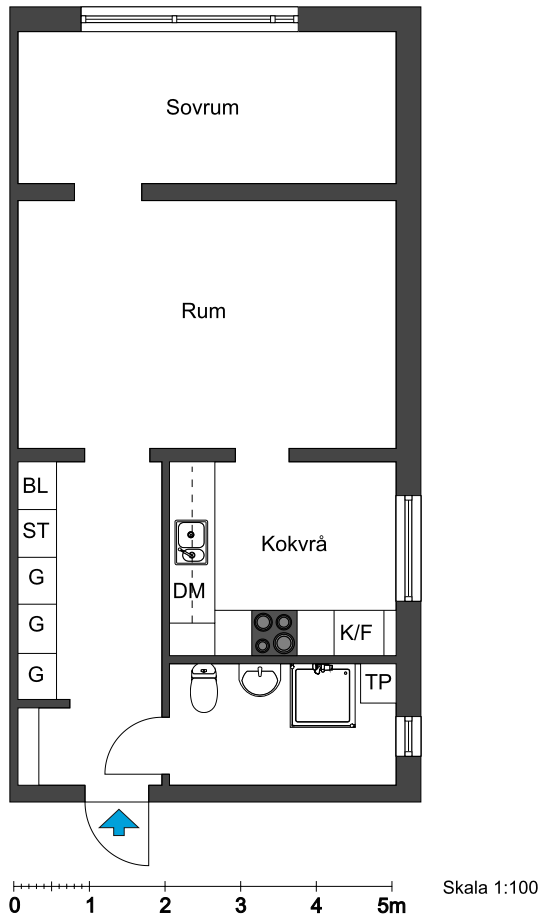 Sovrum
Rum
BL
ST
G
G
G
DM
Kokvrå
K/F
TP
0 1 2 3 4 5m
Skala 1:100